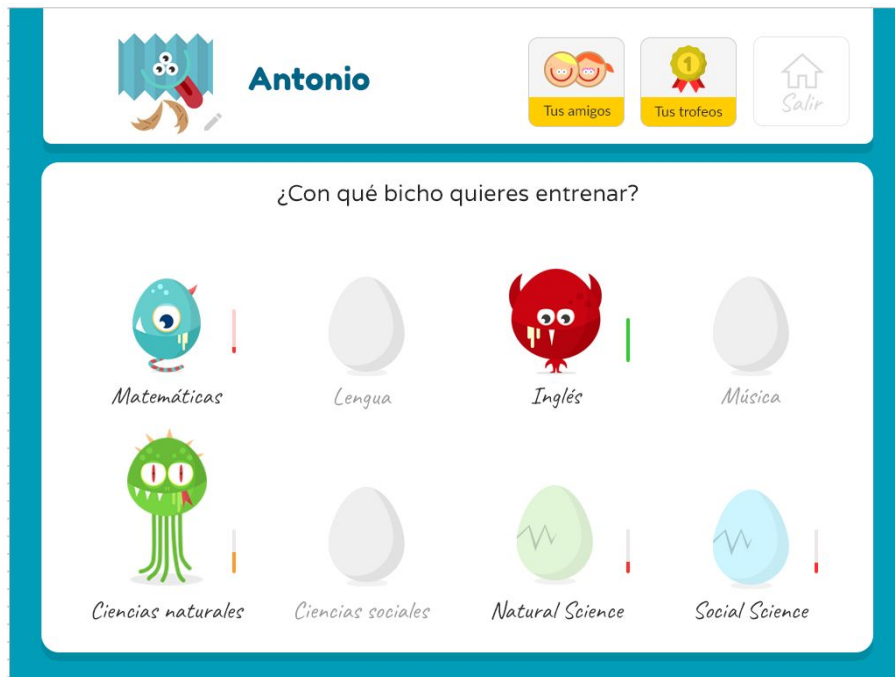 Antonio
Tus amigos
1
Tus trofeos
Salir
¿Con qué bicho quieres entrenar?
Matemáticas
Lengua
Inglés
Música
Ciencias naturales
Ciencias sociales
Natural Science
Social Science